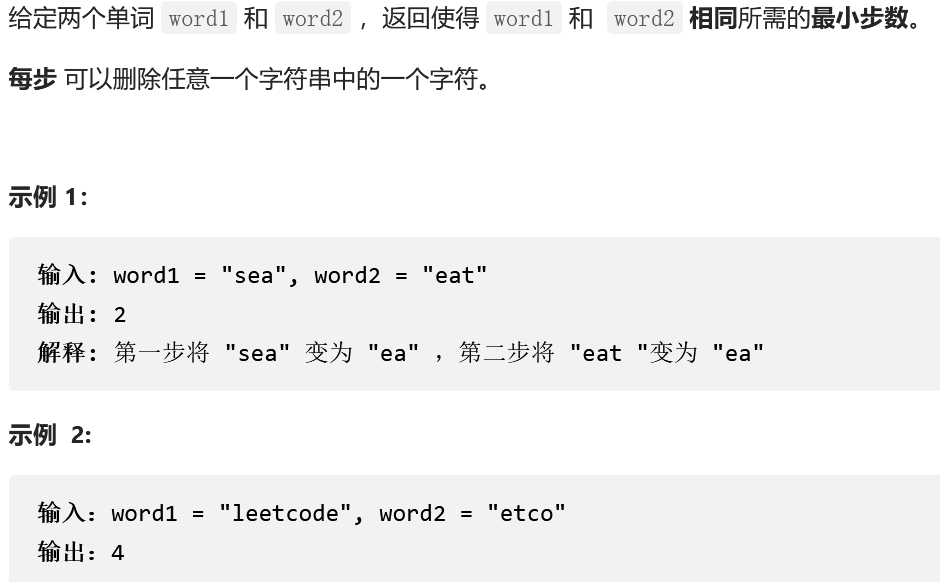 给定两个单词 word1 和 word2 ，返回使得 word1 和 word2 相同所需的最小步数。
每步 可以删除任意一个字符串中的一个字符。
示例 1：
输入: word1 = "sea", word2 = "eat"
输出: 2
解释: 第一步将 "sea" 变为 "ea" ，第二步将 "eat "变为 "ea"
示例 2:
输入：word1 = "leetcode", word2 = "etco"
输出：4